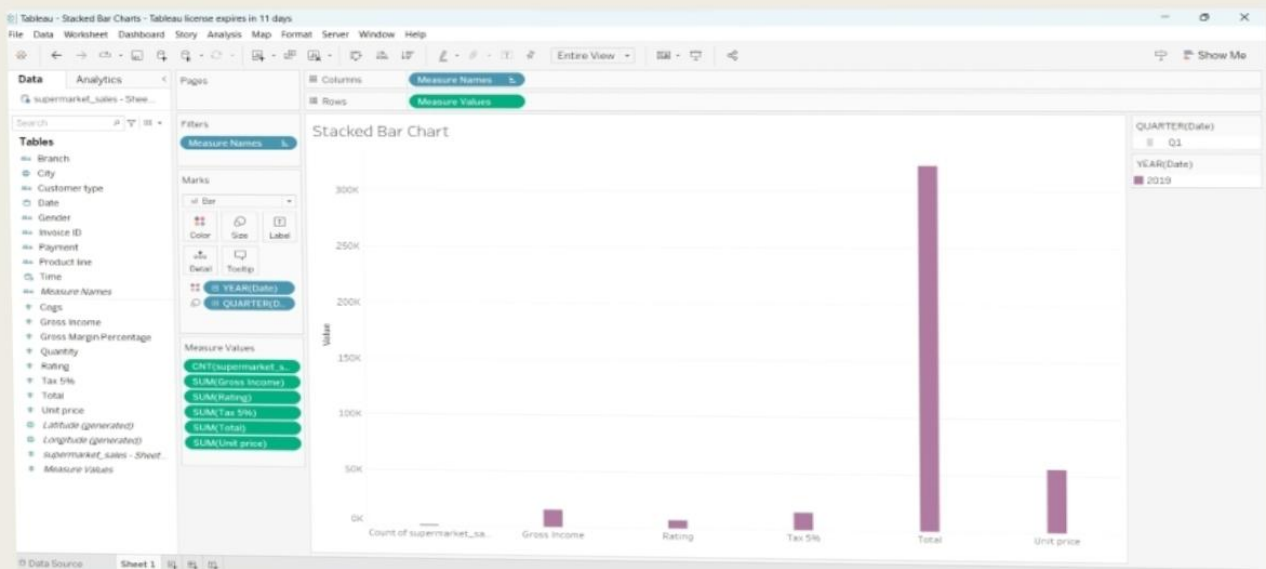 Tableau - Stacked Bar Charts - Tableau license expires in 11 days
File Data Worksheet Dashboard Story Analysis Map Format Server Window Help
Entire View
Show Me
Data Analytics
supermarket_sales - Shee...
Search
Tables
Branch
City
Customer type
Date
Gender
Invoice ID
Payment
Product line
Time
Measure Names
Cogs
Gross Income
Gross Margin Percentage
Quantity
Rating
Tax 5%
Total
Unit price
Latitude (generated)
Longitude (generated)
supermarket_sales - Sheet...
Measure Values
Pages
Filters
Measure Names
Marks
Bar
Color Size Label
Detail Tooltip
YEAR(Date)
QUARTER(D...
Measure Values
CNT(supermarket_s...
SUM(Gross Income)
SUM(Rating)
SUM(Tax 5%)
SUM(Total)
SUM(Unit price)
Columns Measure Names
Rows Measure Values
Stacked Bar Chart
Value
300K
250K
200K
150K
100K
50K
0K
Count of supermarket_sa... Gross Income Rating Tax 5% Total Unit price
QUARTER(Date)
Q1
YEAR(Date)
2019
Data Source Sheet 1